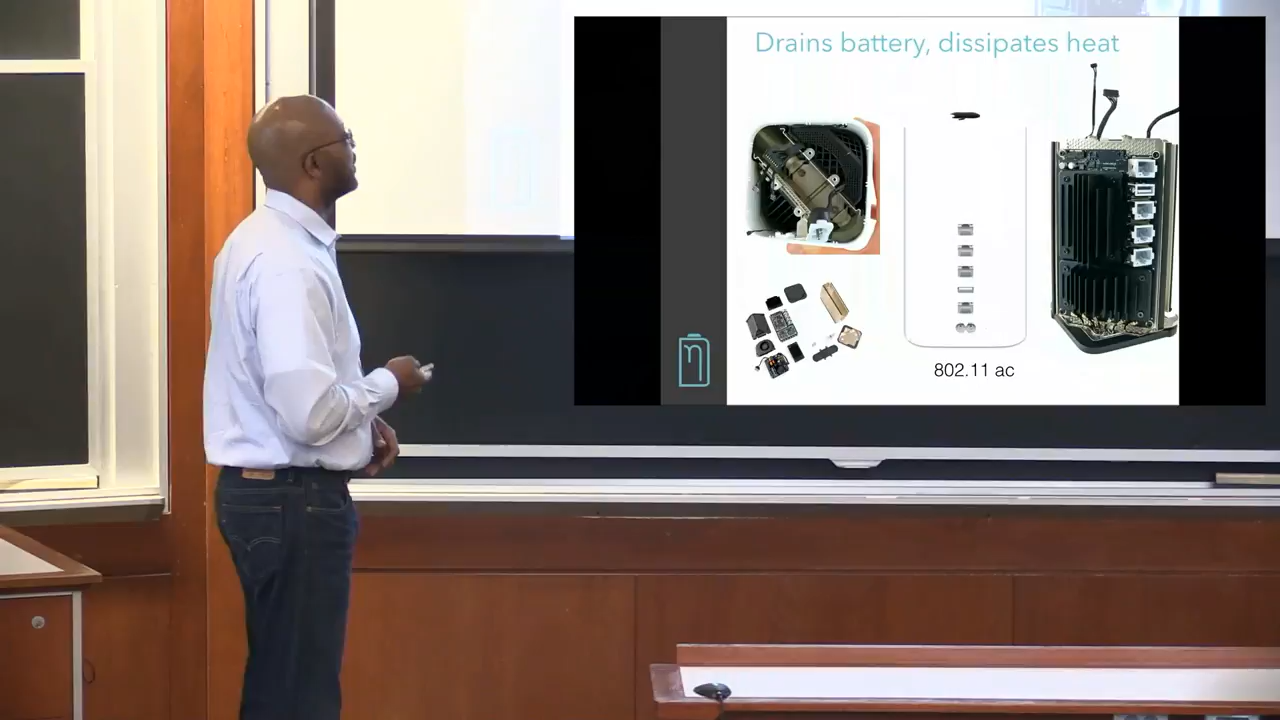 Drains battery, dissipates heat
η
802.11 ac